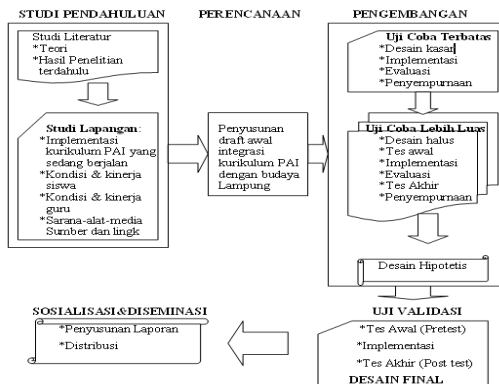 STUDI PENDAHULUAN
Studi Literatur
*Teori
*Hasil Penelitian
terdahulu
Studi Lapangan:
*Implementasi
kurikulum PAI yang
sedang berjalan
*Kondisi & kinerja
siswa
*Kondisi & kinerja
guru
*Sarana-alat-media
Sumber dan lingk
PERENCANAAN
Penyusunan
draft awal
integrasi
kurikulum PAI
dengan budaya
Lampung
PENGEMBANGAN
Uji Coba Terbatas
*Desain kasar
*Implementasi
*Evaluasi
*Penyempurnaan
Uji Coba Lebih Luas
*Desain halus
*Tes awal
*Implementasi
*Evaluasi
*Tes Akhir
*Penyempurnaan
Desain Hipotetis
UJI VALIDASI
*Tes Awal (Pretest)
*Implementasi
*Tes Akhir (Post test)
DESAIN FINAL
SOSIALISASI&DISEMINASI
*Penyusunan Laporan
*Distribusi